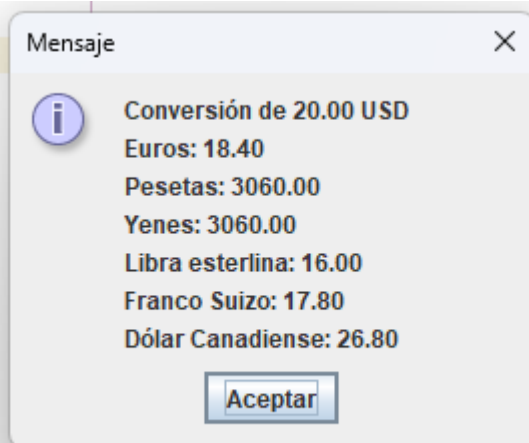 Mensaje
Conversión de 20.00 USD
Euros: 18.40
Pesetas: 3060.00
Yenes: 3060.00
Libra esterlina: 16.00
Franco Suizo: 17.80
Dólar Canadiense: 26.80
Aceptar